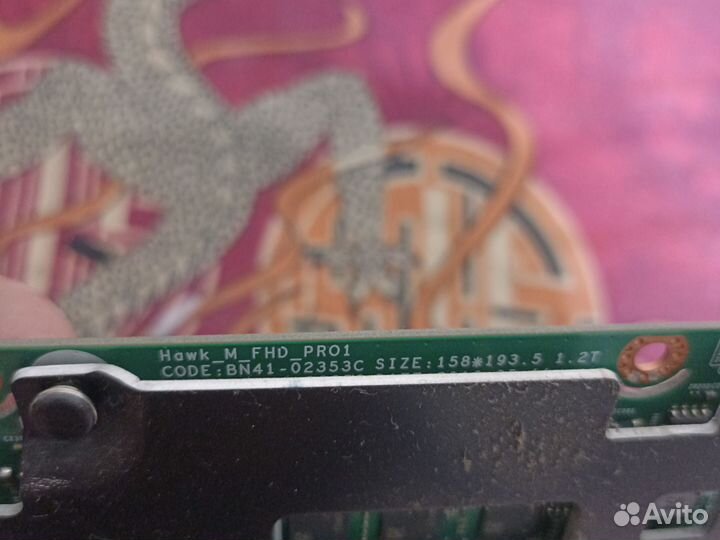 Hawk_M_FHD_PRO1
CODE:BN41-02353C SIZE:158*193.5 1.2T
Avito